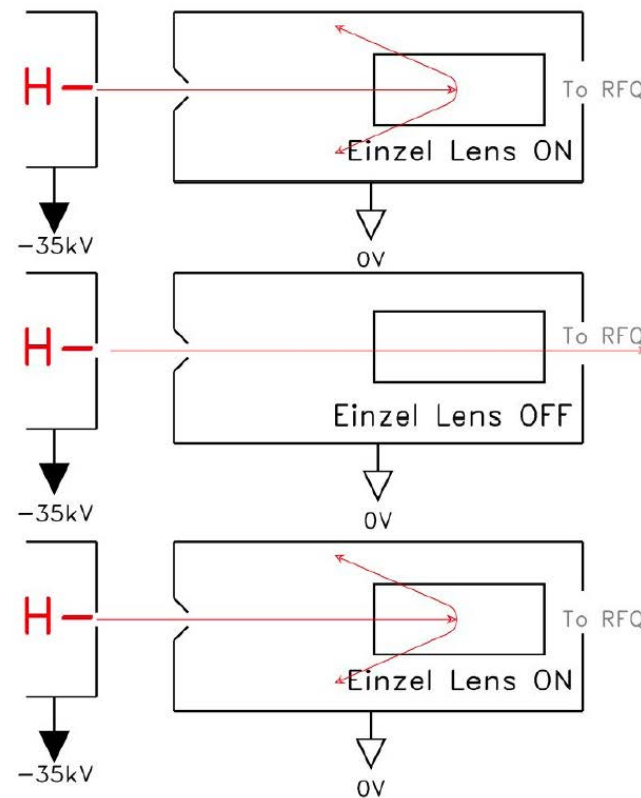 H-
To RFQ
Einzel Lens ON
-35kV
0V
H-
To RFQ
Einzel Lens OFF
-35kV
0V
H-
To RFQ
Einzel Lens ON
-35kV
0V